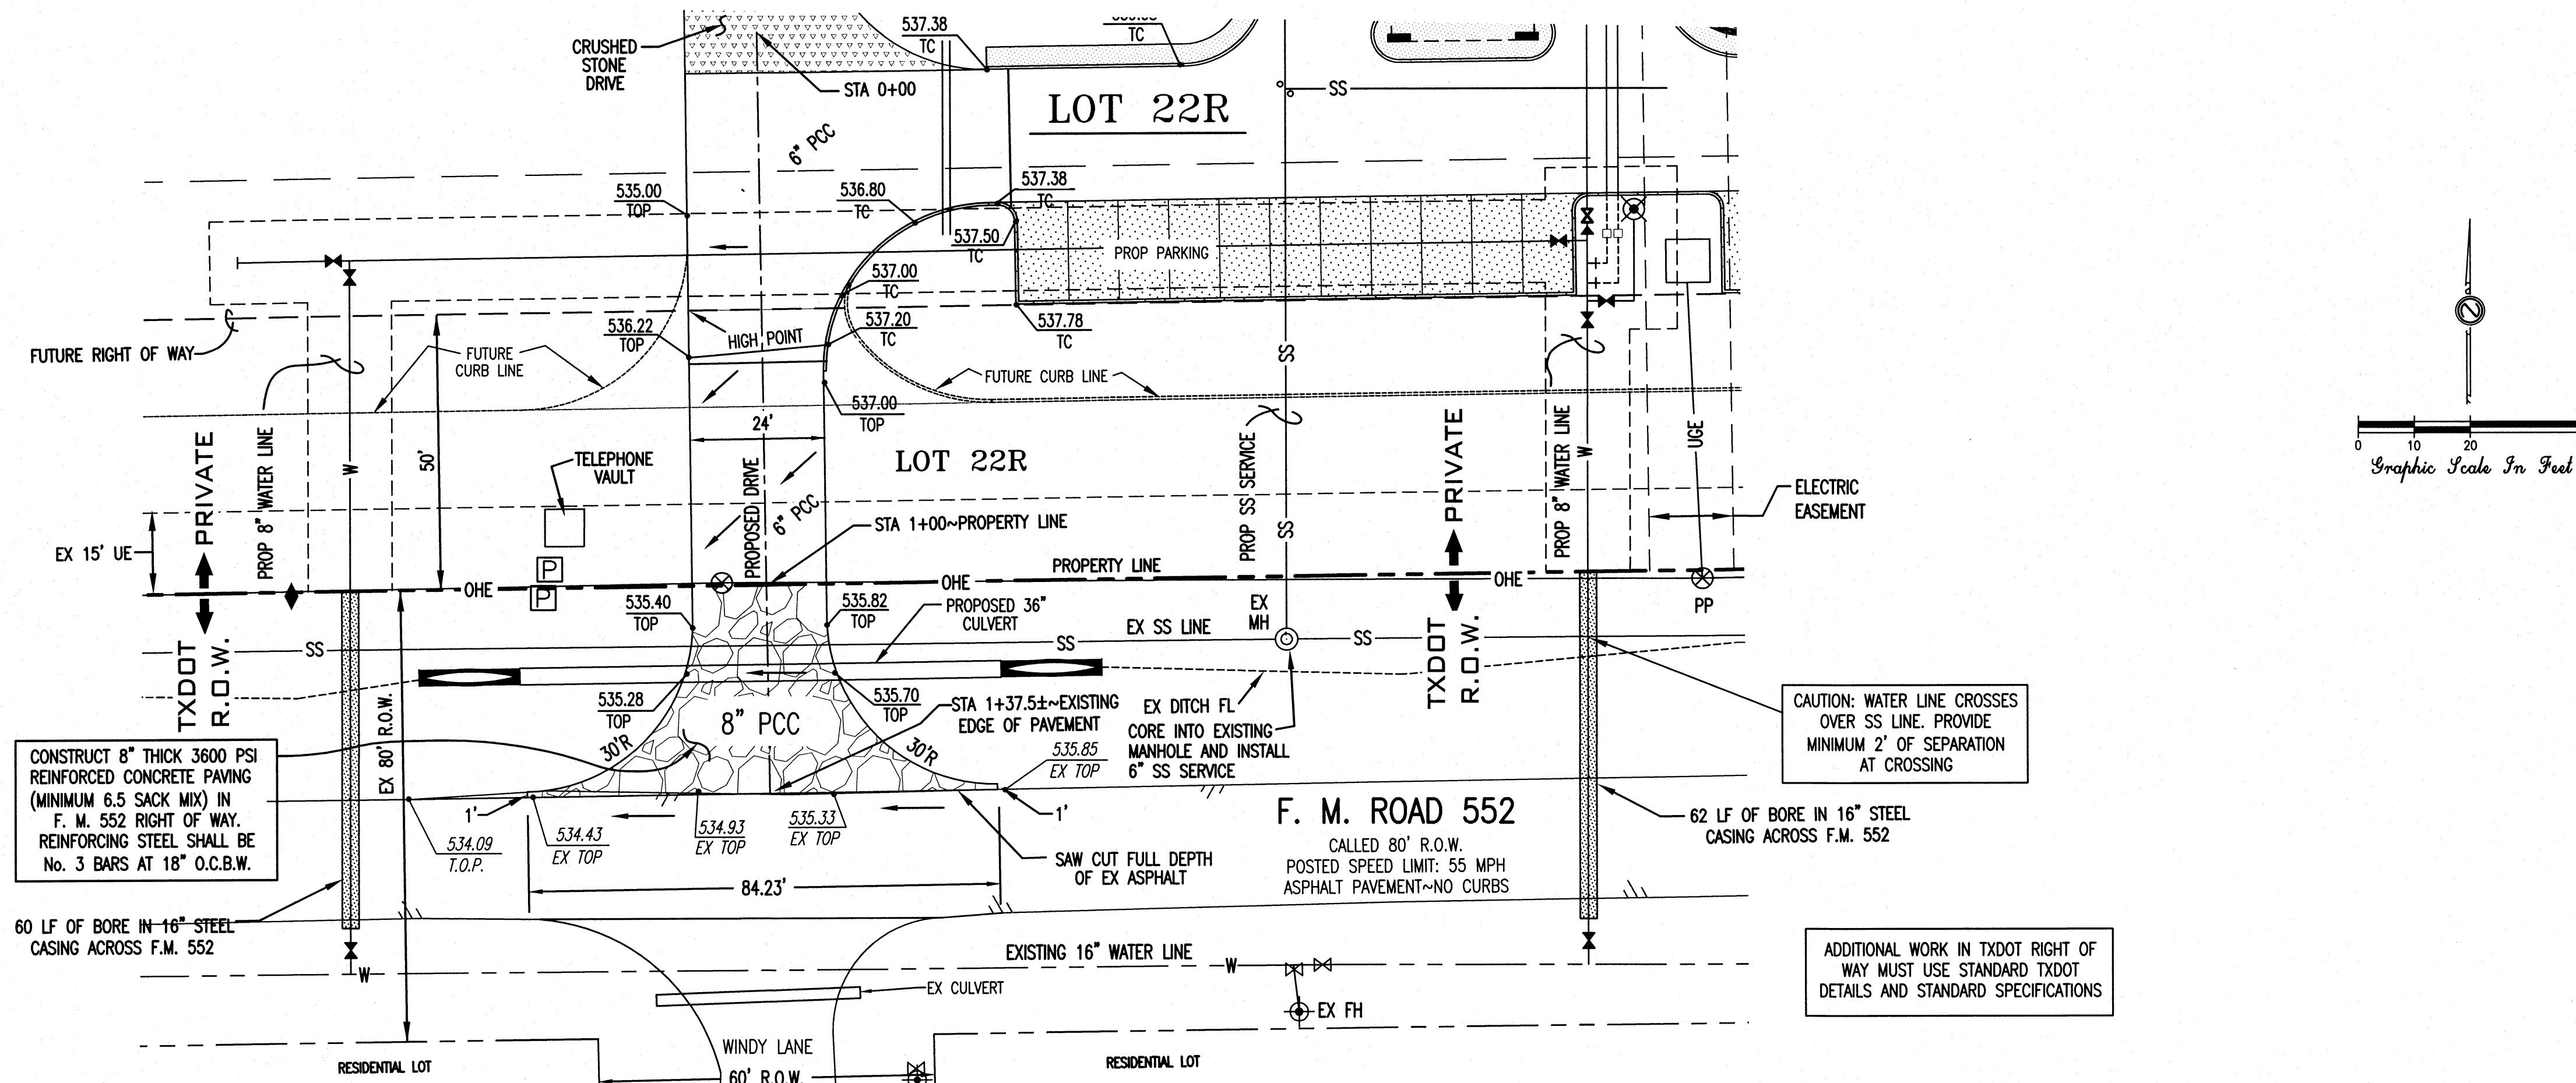 CRUSHED
STONE
DRIVE
STA 0+00
537.38
TC
TC
LOT 22R
SS
6" PCC
535.00
TOP
536.80
TC
537.38
TC
537.50
TC
PROP PARKING
537.00
TC
537.20
TC
537.78
TC
536.22
TOP
HIGH POINT
FUTURE RIGHT OF WAY
FUTURE
CURB LINE
FUTURE CURB LINE
537.00
TOP
24'
50'
LOT 22R
TELEPHONE
VAULT
PROPOSED DRIVE
6" PCC
STA 1+00~PROPERTY LINE
PRIVATE
PROP 8" WATER LINE
W
EX 15' UE
PROP SS SERVICE
SS
SS
PRIVATE
PROP 8" WATER LINE
W
UGE
ELECTRIC
EASEMENT
0 10 20
Graphic Scale In Feet
P
P
OHE
OHE
PROPERTY LINE
OHE
PP
TXDOT
R.O.W.
535.40
TOP
535.82
TOP
PROPOSED 36"
CULVERT
EX
MH
EX SS LINE
SS
SS
SS
TXDOT
R.O.W.
535.28
TOP
535.70
TOP
8" PCC
30'R
30'R
STA 1+37.5±~EXISTING
EDGE OF PAVEMENT
EX DITCH FL
CORE INTO EXISTING
MANHOLE AND INSTALL
6" SS SERVICE
535.85
EX TOP
CAUTION: WATER LINE CROSSES
OVER SS LINE. PROVIDE
MINIMUM 2' OF SEPARATION
AT CROSSING
CONSTRUCT 8" THICK 3600 PSI
REINFORCED CONCRETE PAVING
(MINIMUM 6.5 SACK MIX) IN
F. M. 552 RIGHT OF WAY.
REINFORCING STEEL SHALL BE
No. 3 BARS AT 18" O.C.B.W.
EX 80' R.O.W.
1'
1'
534.09
T.O.P.
534.43
EX TOP
534.93
EX TOP
535.33
EX TOP
SAW CUT FULL DEPTH
OF EX ASPHALT
84.23'
F. M. ROAD 552
CALLED 80' R.O.W.
POSTED SPEED LIMIT: 55 MPH
ASPHALT PAVEMENT~NO CURBS
62 LF OF BORE IN 16" STEEL
CASING ACROSS F.M. 552
60 LF OF BORE IN 16" STEEL
CASING ACROSS F.M. 552
EXISTING 16" WATER LINE
W
W
EX CULVERT
EX FH
ADDITIONAL WORK IN TXDOT RIGHT OF
WAY MUST USE STANDARD TXDOT
DETAILS AND STANDARD SPECIFICATIONS
RESIDENTIAL LOT
WINDY LANE
60' R.O.W.
RESIDENTIAL LOT